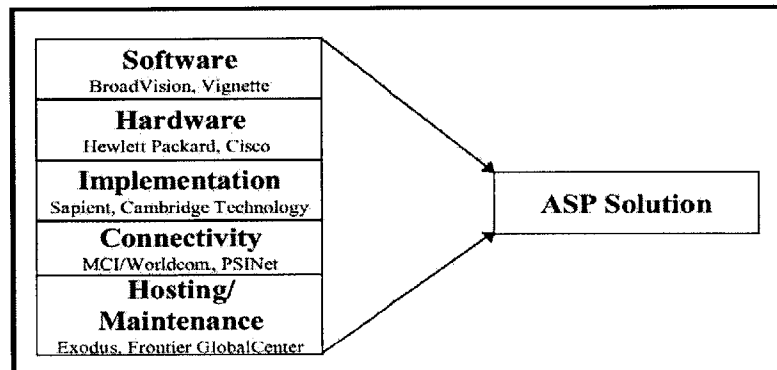 Software
BroadVision, Vignette
Hardware
Hewlett Packard, Cisco
Implementation
Sapient, Cambridge Technology
Connectivity
MCI/Worldcom, PSINet
Hosting/
Maintenance
Exodus, Frontier GlobalCenter
ASP Solution